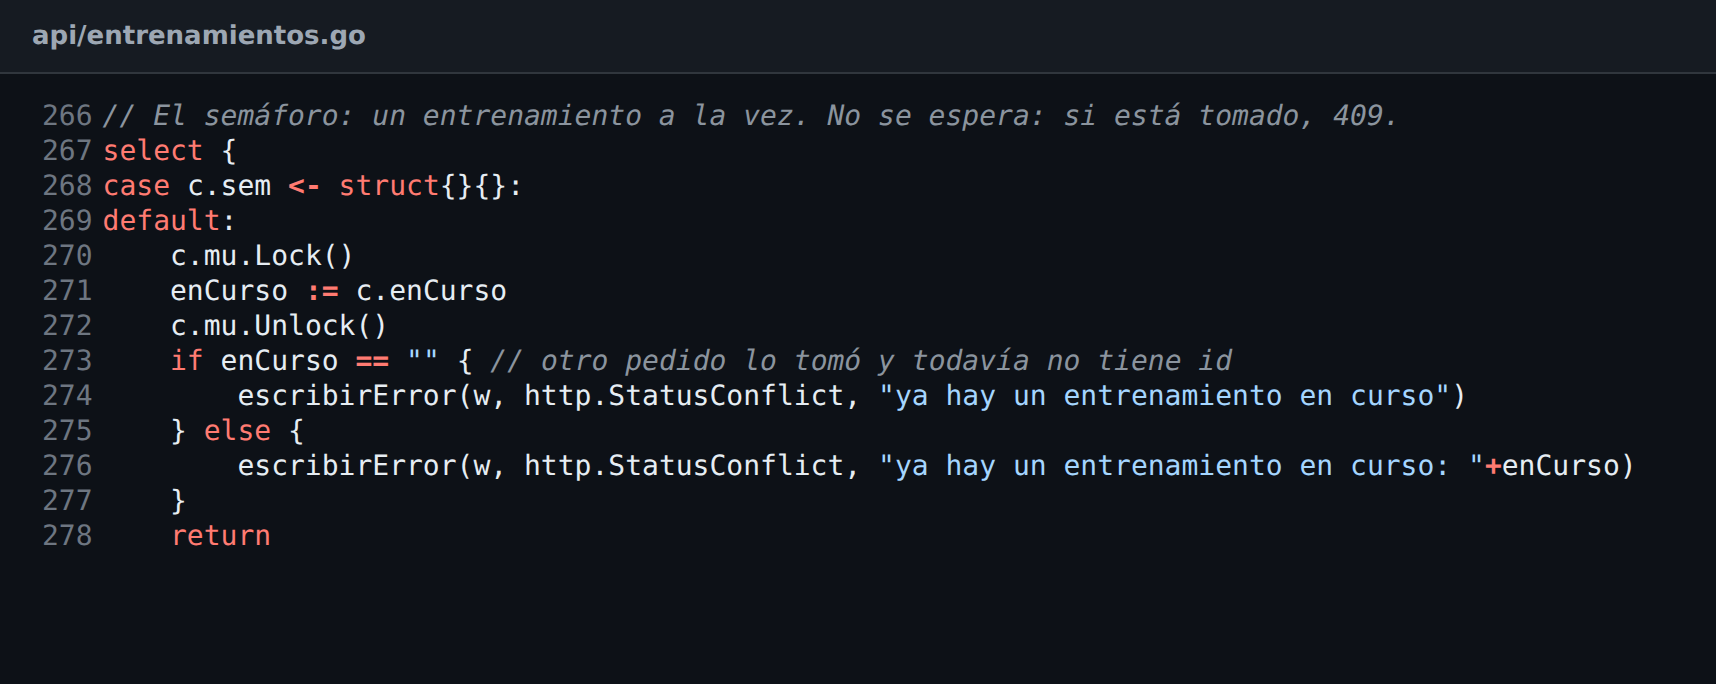 api/entrenamientos.go
266 // El semáforo: un entrenamiento a la vez. No se espera: si está tomado, 409.
267 select {
268 case c.sem <- struct{}{}:
269 default:
270     c.mu.Lock()
271     enCurso := c.enCurso
272     c.mu.Unlock()
273     if enCurso == "" { // otro pedido lo tomó y todavía no tiene id
274         escribirError(w, http.StatusConflict, "ya hay un entrenamiento en curso")
275     } else {
276         escribirError(w, http.StatusConflict, "ya hay un entrenamiento en curso: "+enCurso)
277     }
278     return